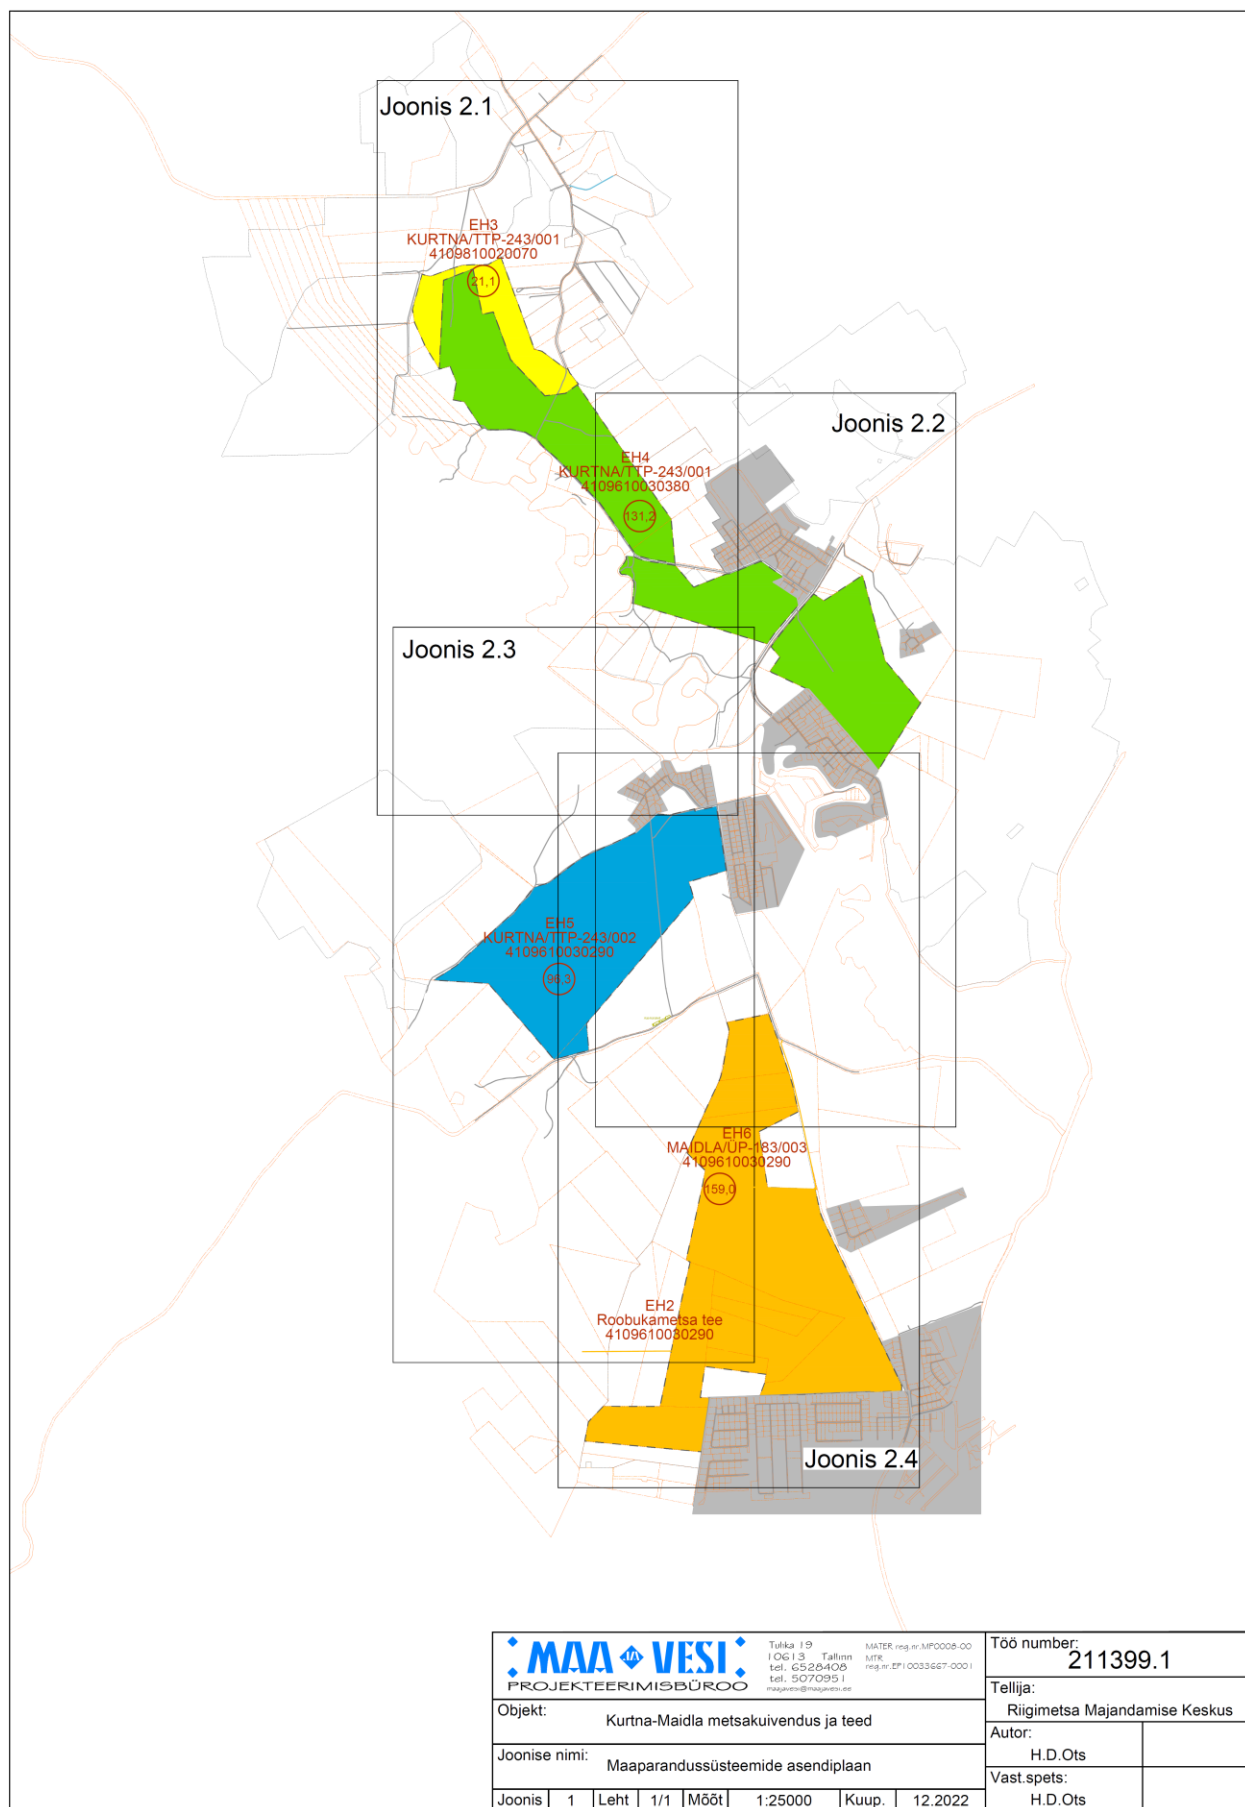 Joonis 2.1
EH3
KURTNA/TTP-243/001
4109810020070
21,1
Joonis 2.2
EH4
KURTNA/TTP-243/001
4109610030380
131,2
Joonis 2.3
EH5
KURTNA/TTP-243/002
4109610030290
96,3
EH6
MAIDLA/ÜP-183/003
4109610030290
159,0
EH2
Roobukametsa tee
4109610030290
Joonis 2.4
MAA JA VESI
PROJEKTEERIMISBÜROO
Tulika 19
10613 Tallinn
tel. 6528408
tel. 5070951
maajavesi@maajavesi.ee
MATER reg.nr.MP0008-00
MTR
reg.nr.EP10033667-0001
Töö number:
211399.1
Tellija:
Riigimetsa Majandamise Keskus
Objekt:
Kurtna-Maidla metsakuivendus ja teed
Autor:
H.D.Ots
Joonise nimi:
Maaparandussüsteemide asendiplaan
Vast.spets:
H.D.Ots
Joonis 1 Leht 1/1 Mõõt 1:25000 Kuup. 12.2022